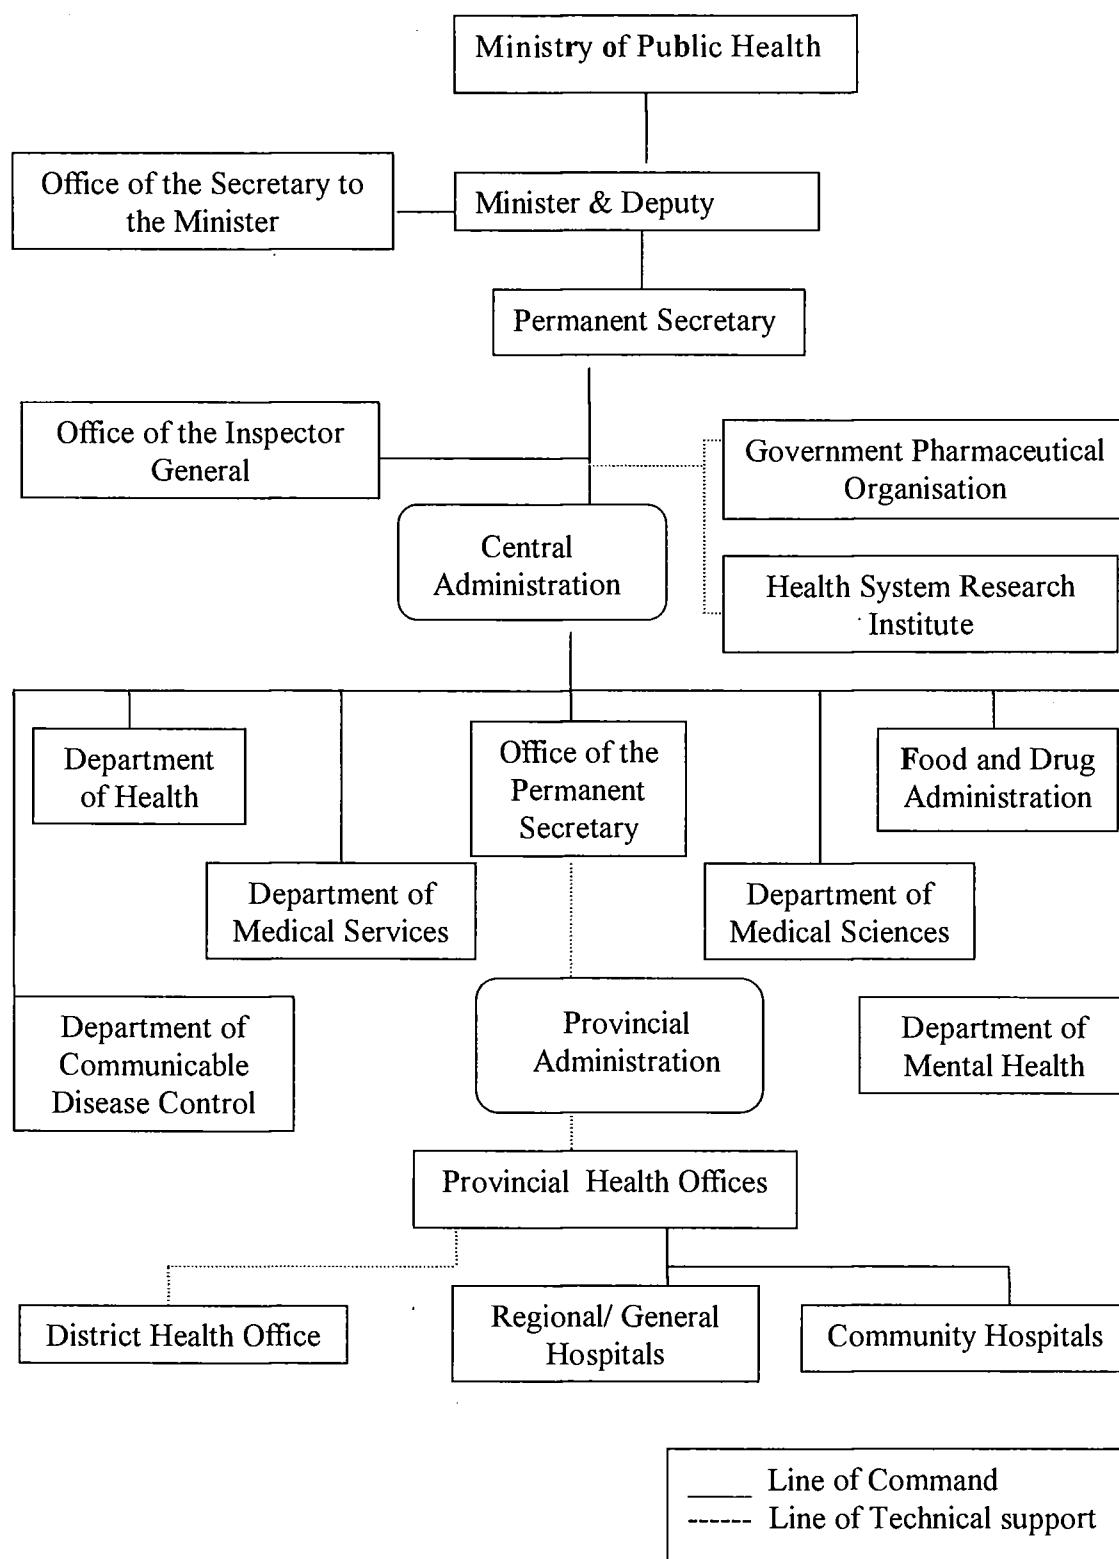 Ministry of Public Health
Office of the Secretary to
the Minister
Minister & Deputy
Permanent Secretary
Office of the Inspector
General
Government Pharmaceutical
Organisation
Central
Administration
Health System Research
Institute
Department
of Health
Office of the
Permanent
Secretary
Food and Drug
Administration
Department of
Medical Services
Department of
Medical Sciences
Department of
Communicable
Disease Control
Provincial
Administration
Department of
Mental Health
Provincial Health Offices
District Health Office
Regional/ General
Hospitals
Community Hospitals
Line of Command
Line of Technical support